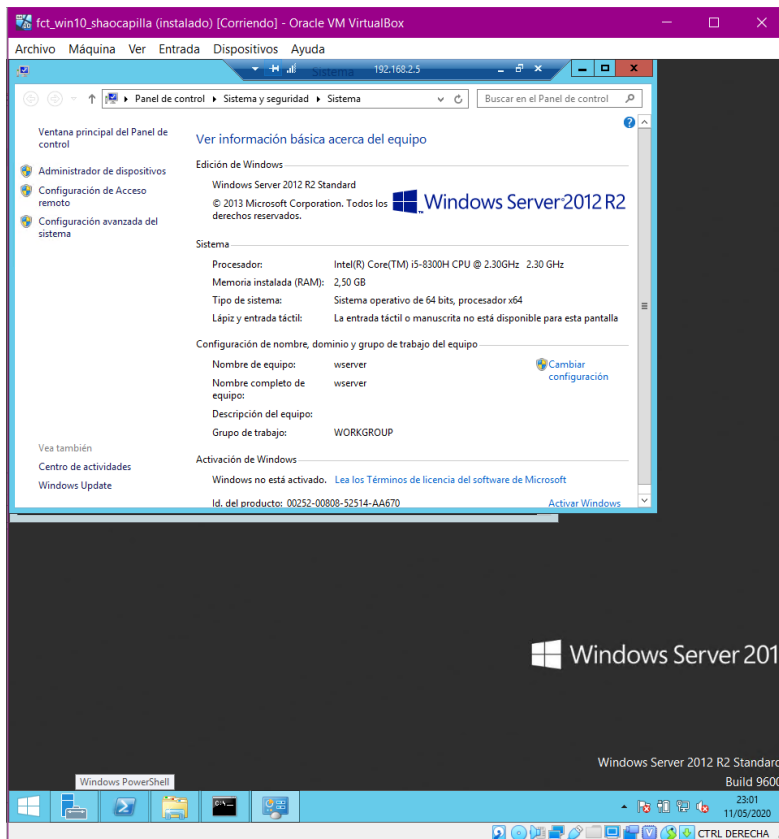 fct_win10_shaocapilla (instalado) [Corriendo] - Oracle VM VirtualBox
Archivo Máquina Ver Entrada Dispositivos Ayuda
Sistema 192.168.2.5
Panel de control Sistema y seguridad Sistema Buscar en el Panel de control
Ventana principal del Panel de control
Administrador de dispositivos
Configuración de Acceso remoto
Configuración avanzada del sistema
Ver información básica acerca del equipo
Edición de Windows
Windows Server 2012 R2 Standard
© 2013 Microsoft Corporation. Todos los
derechos reservados.
Windows Server 2012 R2
Sistema
Procesador: Intel(R) Core(TM) i5-8300H CPU @ 2.30GHz 2.30 GHz
Memoria instalada (RAM): 2,50 GB
Tipo de sistema: Sistema operativo de 64 bits, procesador x64
Lápiz y entrada táctil: La entrada táctil o manuscrita no está disponible para esta pantalla
Configuración de nombre, dominio y grupo de trabajo del equipo
Nombre de equipo: wserver
Cambiar
configuración
Nombre completo de
equipo: wserver
Descripción del equipo:
Grupo de trabajo: WORKGROUP
Vea también
Centro de actividades
Windows Update
Activación de Windows
Windows no está activado. Lea los Términos de licencia del software de Microsoft
Id. del producto: 00252-00808-52514-AA670 Activar Windows
Windows Server 201
Windows Server 2012 R2 Standard
Build 9600
Windows PowerShell
23:01
11/05/2020
CTRL DERECHA